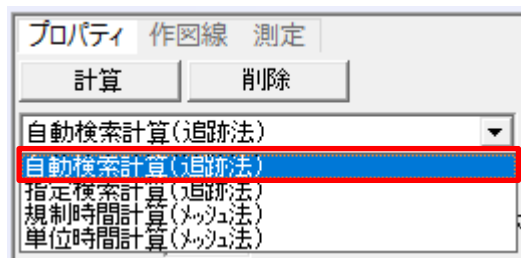 プロパティ 作図線 測定
計算 削除
自動検索計算(追跡法)
自動検索計算(追跡法)
指定検索計算(追跡法)
規制時間計算(ﾒｯｼｭ法)
単位時間計算(ﾒｯｼｭ法)